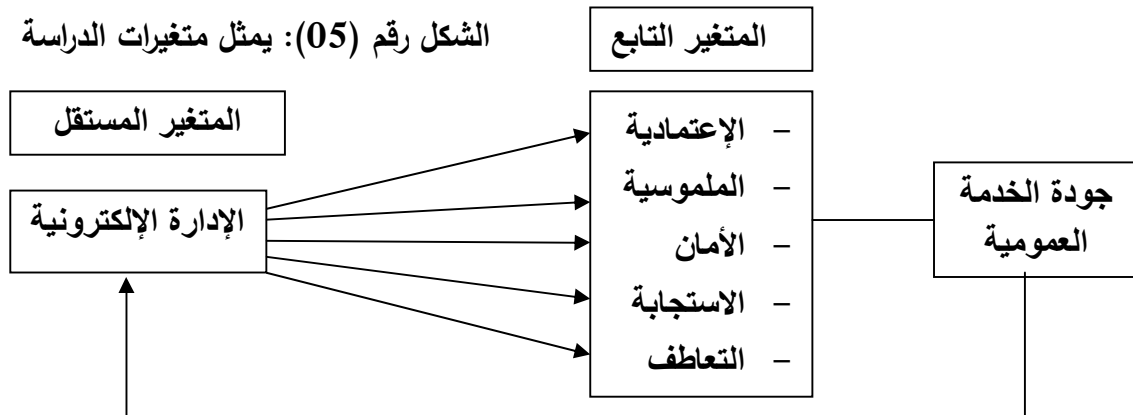 الشكل رقم (05): يمثل متغيرات الدراسة
المتغير التابع
المتغير المستقل
الإدارة الإلكترونية
– الإعتمادية
– الملموسية
– الأمان
– الاستجابة
– التعاطف
جودة الخدمة
العمومية